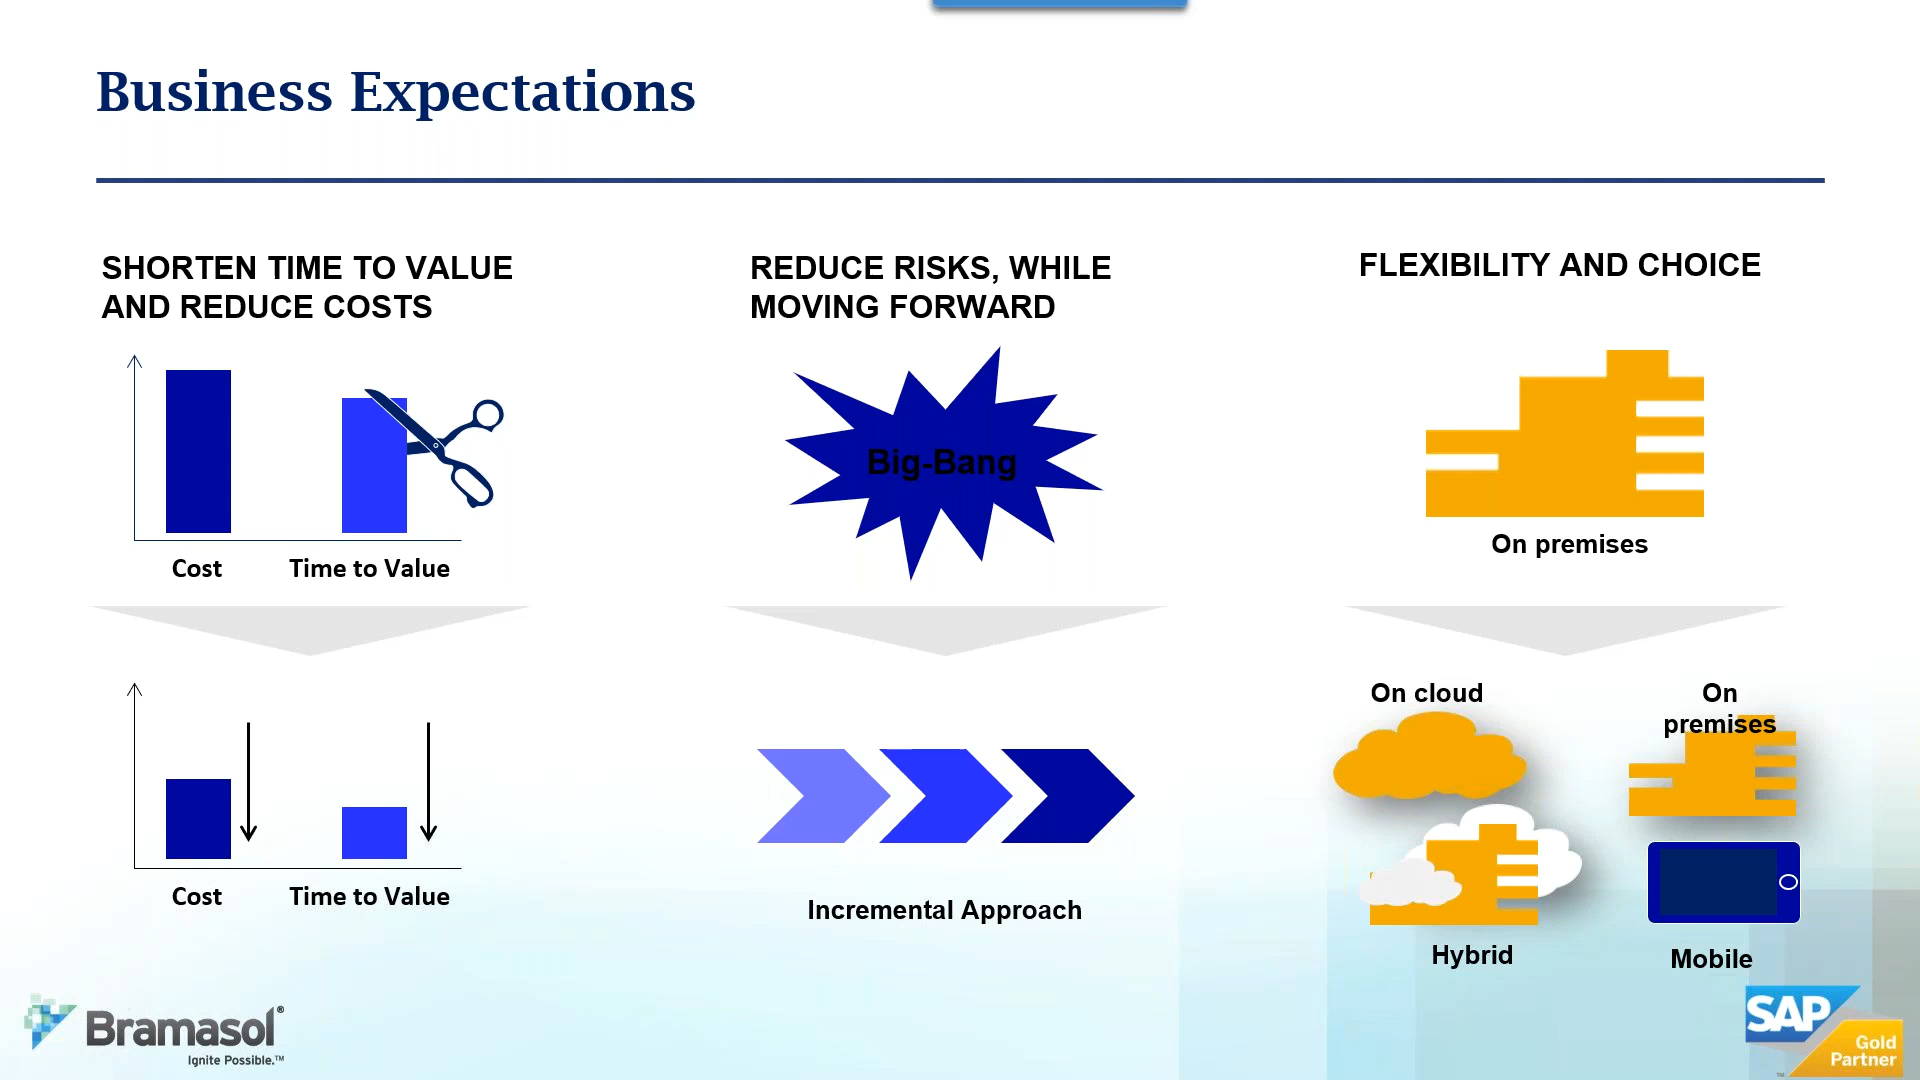 Business Expectations
SHORTEN TIME TO VALUE
AND REDUCE COSTS
Cost
Time to Value
Cost
Time to Value
REDUCE RISKS, WHILE
MOVING FORWARD
Big-Bang
Incremental Approach
FLEXIBILITY AND CHOICE
On premises
On cloud
On
premises
Hybrid
Mobile
Bramasol®
Ignite Possible.™
SAP
Gold
Partner
™